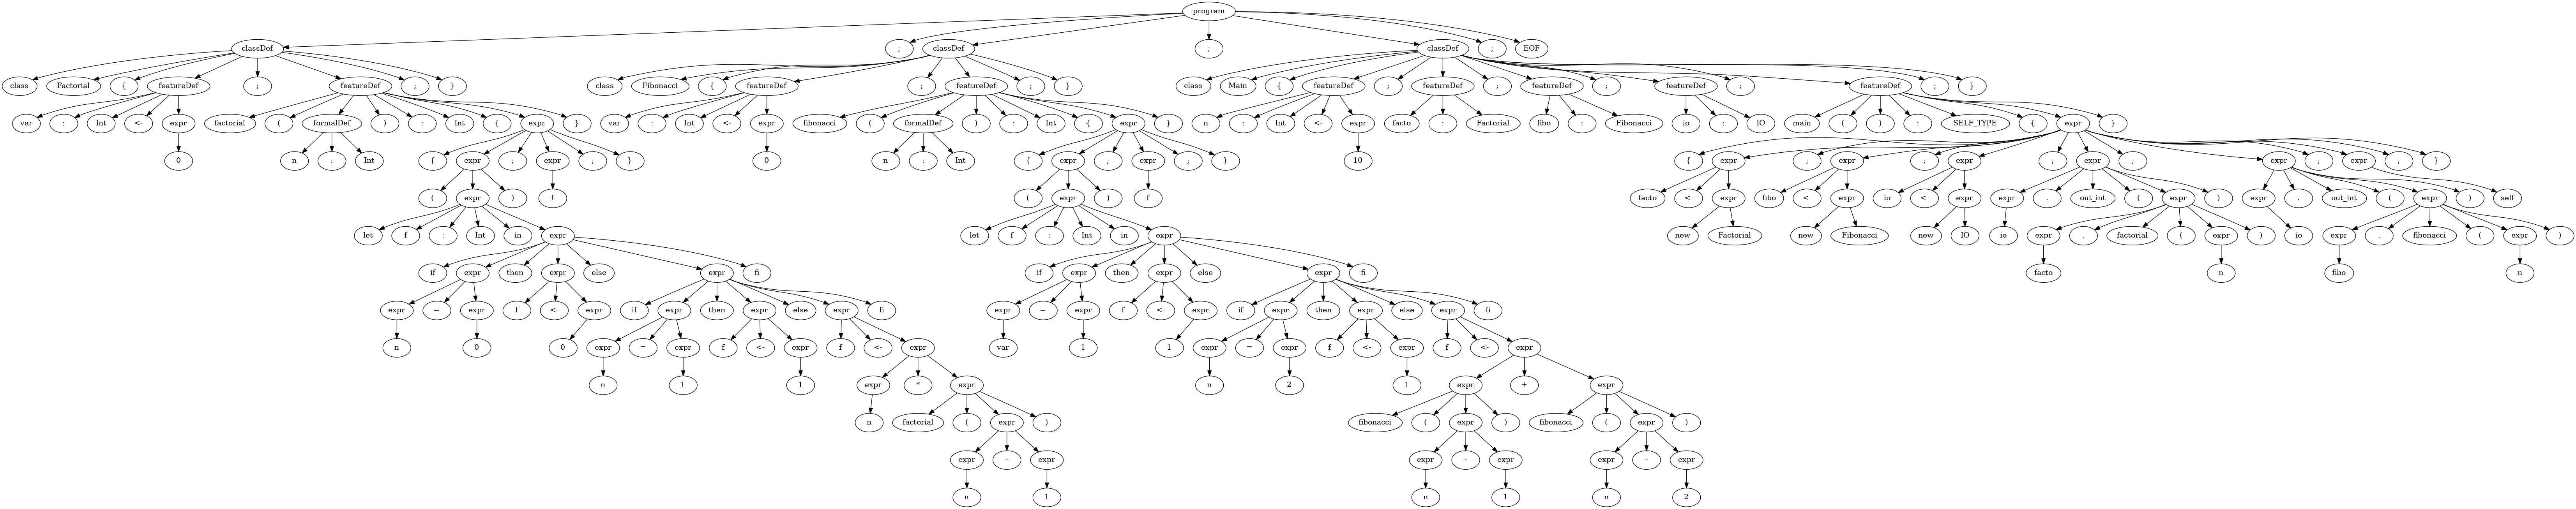 program
classDef ; classDef ; classDef ; EOF
class Factorial { featureDef ; featureDef ; } class Fibonacci { featureDef ; featureDef ; } class Main { featureDef ; featureDef ; featureDef ; featureDef ; featureDef ; }
var : Int <- expr factorial ( formalDef ) : Int { expr } var : Int <- expr fibonacci ( formalDef ) : Int { expr } n : Int <- expr facto : Factorial fibo : Fibonacci io : IO main ( ) : SELF_TYPE { expr }
0 n : Int { expr ; expr ; } 0 n : Int { expr ; expr ; } 10 { expr ; expr ; expr ; expr ; expr ; expr ; }
( expr ) f ( expr ) f facto <- expr fibo <- expr io <- expr expr . out_int ( expr ) expr . out_int ( expr ) self
let f : Int in expr let f : Int in expr new Factorial new Fibonacci new IO io expr . factorial ( expr ) io expr . fibonacci ( expr )
if expr then expr else expr fi if expr then expr else expr fi facto n fibo n
expr = expr f <- expr if expr then expr else expr fi expr = expr f <- expr if expr then expr else expr fi
n 0 0 expr = expr f <- expr f <- expr var 1 1 expr = expr f <- expr f <- expr
n 1 1 expr * expr n 2 1 expr + expr
n factorial ( expr ) fibonacci ( expr ) fibonacci ( expr )
expr - expr expr - expr expr - expr
n 1 n 1 n 2